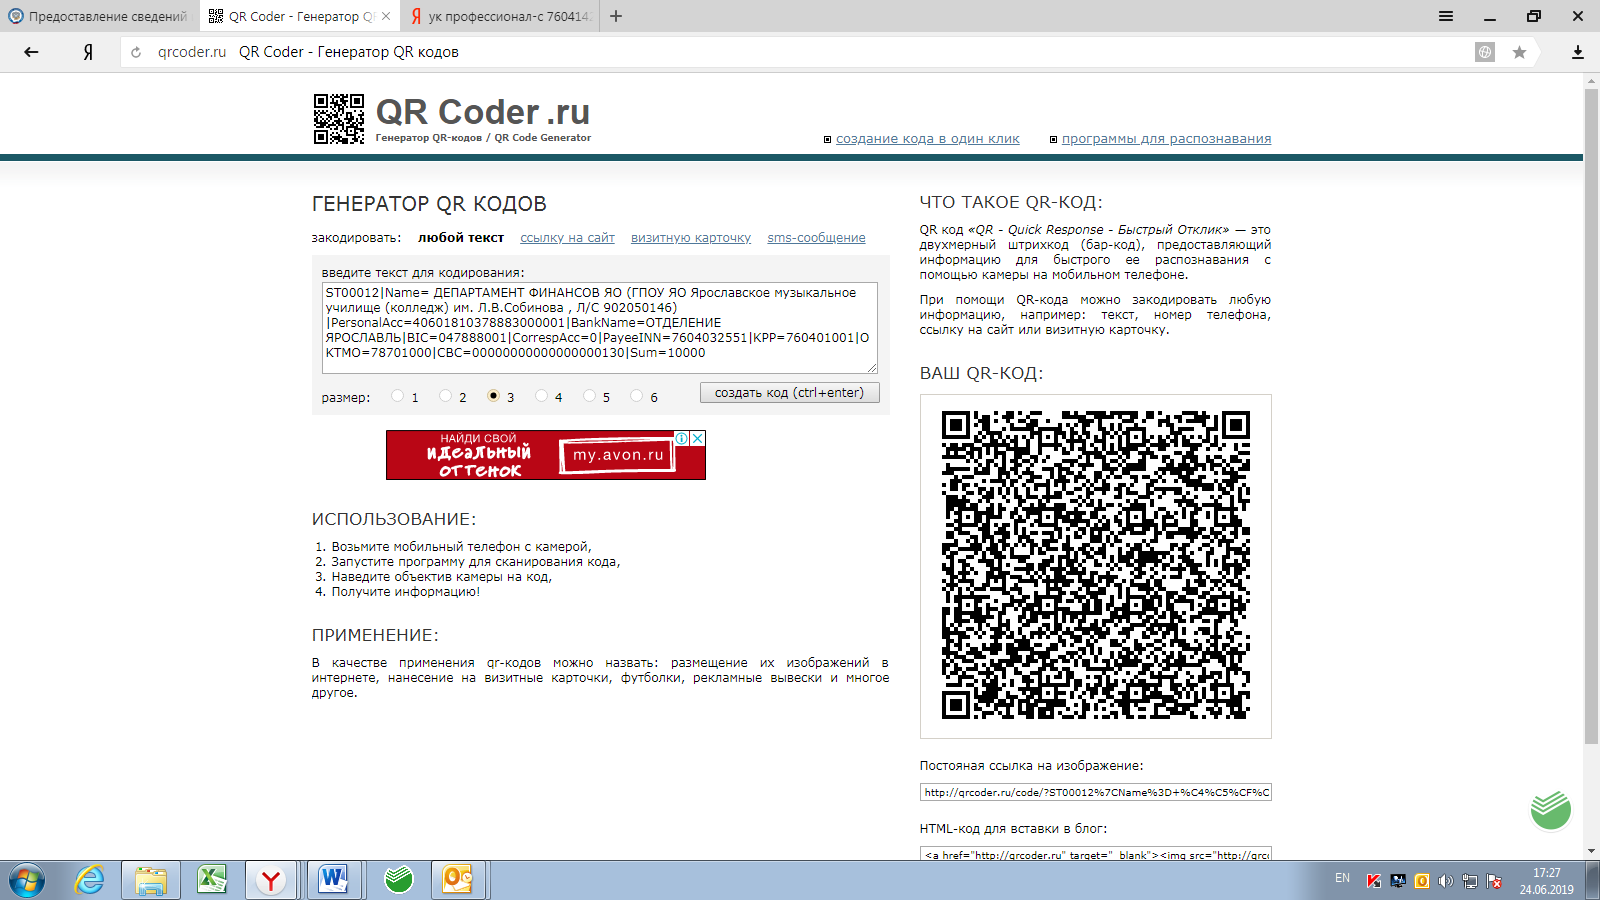 Предоставление сведений
QR Coder - Генератор QR
ук профессионал-с 760414
qrcoder.ru QR Coder - Генератор QR кодов
QR Coder .ru
Генератор QR-кодов / QR Code Generator
создание кода в один клик
программы для распознавания
ГЕНЕРАТОР QR КОДОВ
закодировать: любой текст ссылку на сайт визитную карточку sms-сообщение
введите текст для кодирования:
ST00012|Name= ДЕПАРТАМЕНТ ФИНАНСОВ ЯО (ГПОУ ЯО Ярославское музыкальное
училище (колледж) им. Л.В.Собинова , Л/С 902050146)
|PersonalAcc=40601810378883000001|BankName=ОТДЕЛЕНИЕ
ЯРОСЛАВЛЬ|BIC=047888001|CorrespAcc=0|PayeeINN=7604032551|KPP=760401001|О
КТМО=78701000|CBC=00000000000000000130|Sum=10000
размер: 1 2 3 4 5 6
создать код (ctrl+enter)
НАЙДИ СВОЙ
идеальный
оттенок
my.avon.ru
ИСПОЛЬЗОВАНИЕ:
1. Возьмите мобильный телефон с камерой,
2. Запустите программу для сканирования кода,
3. Наведите объектив камеры на код,
4. Получите информацию!
ПРИМЕНЕНИЕ:
В качестве применения qr-кодов можно назвать: размещение их изображений в
интернете, нанесение на визитные карточки, футболки, рекламные вывески и многое
другое.
ЧТО ТАКОЕ QR-КОД:
QR код «QR - Quick Response - Быстрый Отклик» — это
двухмерный штрихкод (бар-код), предоставляющий
информацию для быстрого ее распознавания с
помощью камеры на мобильном телефоне.
При помощи QR-кода можно закодировать любую
информацию, например: текст, номер телефона,
ссылку на сайт или визитную карточку.
ВАШ QR-КОД:
Постояная ссылка на изображение:
http://qrcoder.ru/code/?ST00012%7CName%3D+%C4%C5%CF%C
HTML-код для вставки в блог:
<a href="http://qrcoder.ru" target="_blank"><img src="http://qrco
EN
17:27
24.06.2019